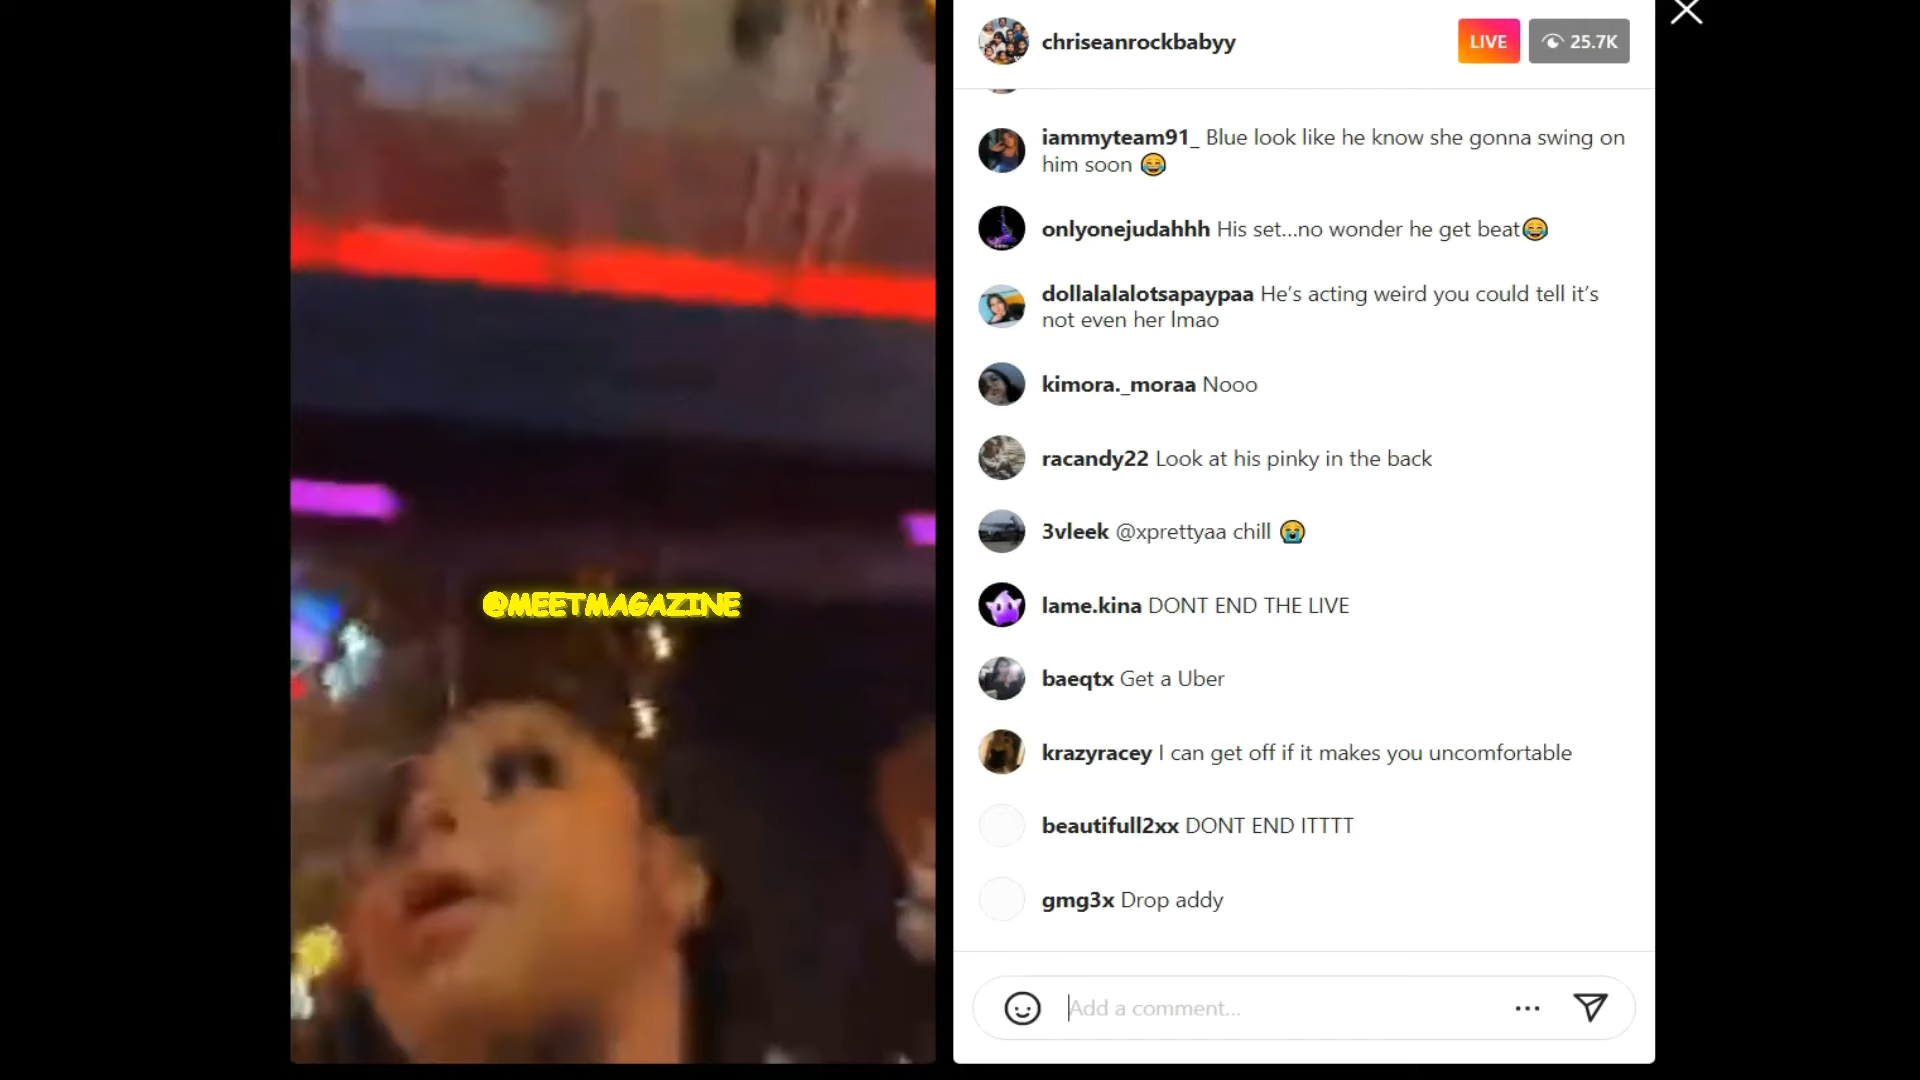 chriseanrockbabyy
LIVE
25.7K
iammyteam91_ Blue look like he know she gonna swing on
him soon 😂
onlyonejudahhh His set...no wonder he get beat😂
dollalalalotsapaypaa He's acting weird you could tell it's
not even her lmao
kimora._moraa Nooo
racandy22 Look at his pinky in the back
3vleek @xprettyaa chill 😭
@MEETMAGAZINE
lame.kina DONT END THE LIVE
baeqtx Get a Uber
krazyracey I can get off if it makes you uncomfortable
beautifull2xx DONT END ITTTT
gmg3x Drop addy
Add a comment...